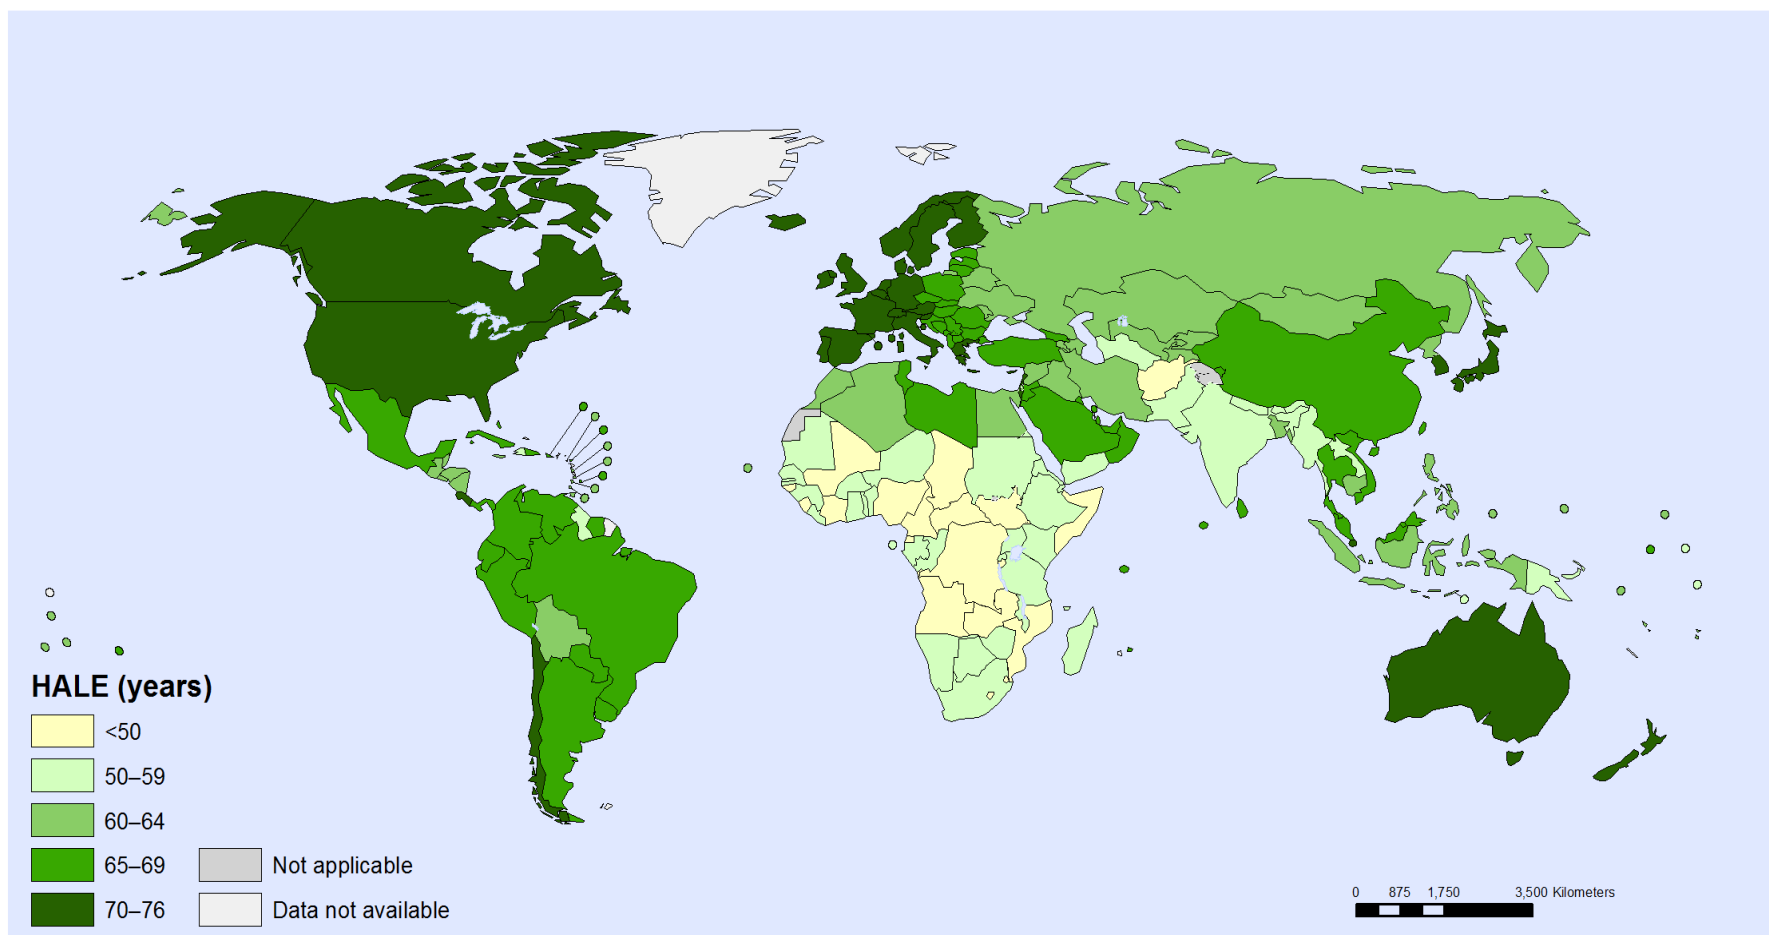 HALE (years)
<50
50–59
60–64
65–69
70–76
Not applicable
Data not available
0 875 1,750 3,500 Kilometers